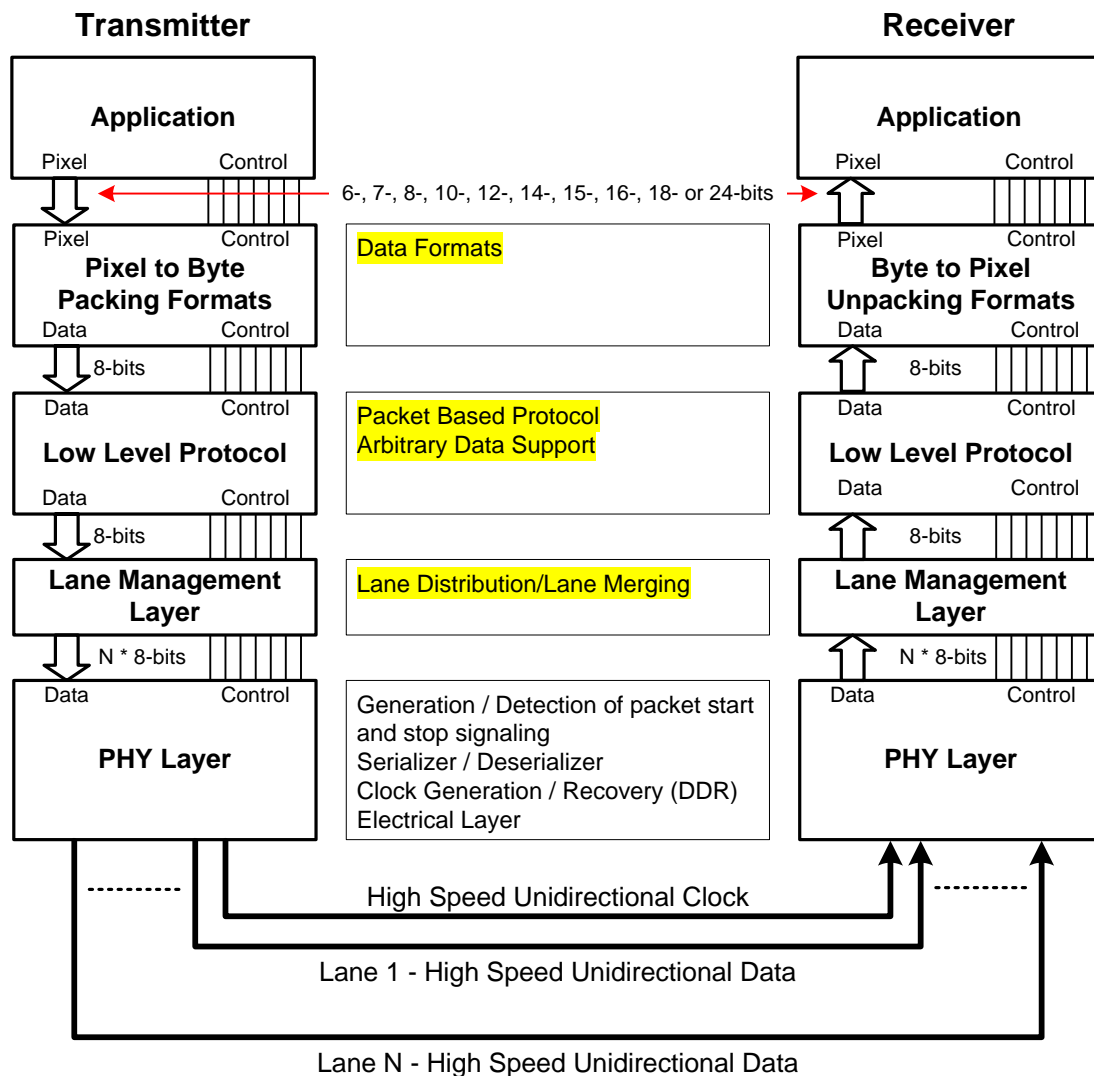 Transmitter
Receiver
Application
Pixel
Control
Application
Pixel
Control
6-, 7-, 8-, 10-, 12-, 14-, 15-, 16-, 18- or 24-bits
Pixel
Control
Pixel to Byte
Packing Formats
Data
Control
Data Formats
Pixel
Control
Byte to Pixel
Unpacking Formats
Data
Control
8-bits
8-bits
Data
Control
Low Level Protocol
Data
Control
Packet Based Protocol
Arbitrary Data Support
Data
Control
Low Level Protocol
Data
Control
8-bits
8-bits
Lane Management
Layer
Lane Distribution/Lane Merging
Lane Management
Layer
N * 8-bits
N * 8-bits
Data
Control
PHY Layer
Generation / Detection of packet start
and stop signaling
Serializer / Deserializer
Clock Generation / Recovery (DDR)
Electrical Layer
Data
Control
PHY Layer
High Speed Unidirectional Clock
Lane 1 - High Speed Unidirectional Data
Lane N - High Speed Unidirectional Data